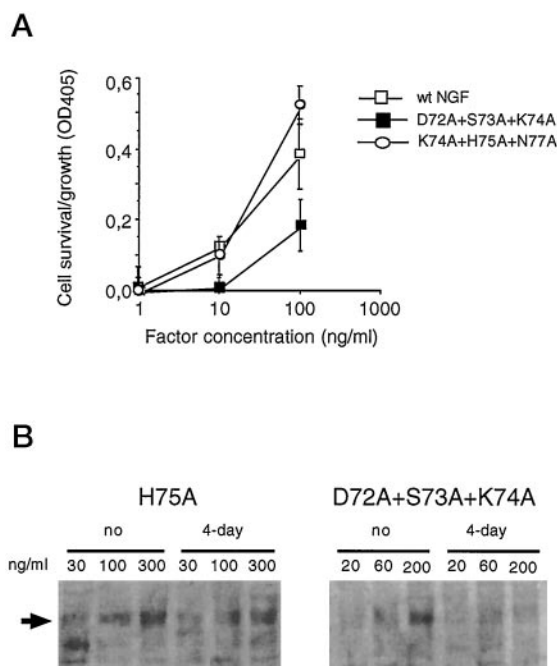 A
Cell survival/growth (OD405)
0,6
0,4
0,2
0,0
1
10
100
1000
Factor concentration (ng/ml)
wt NGF
D72A+S73A+K74A
K74A+H75A+N77A
B
H75A
D72A+S73A+K74A
no 4-day
no 4-day
ng/ml 30 100 300 30 100 300
20 60 200 20 60 200